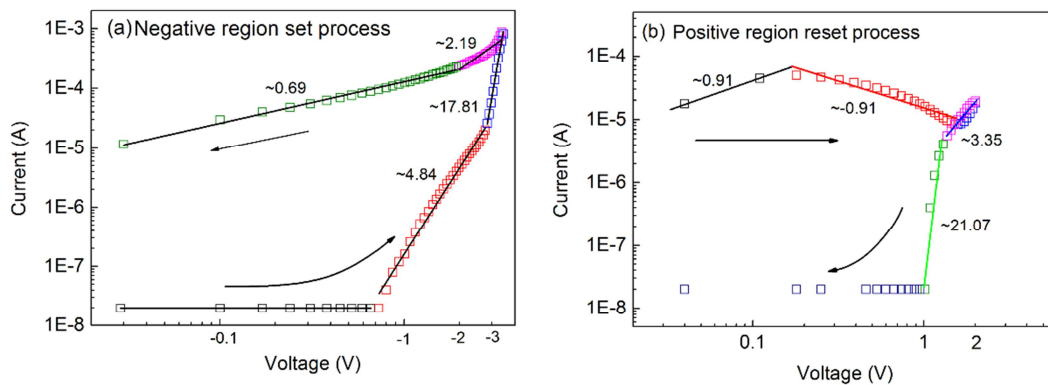 (a) Negative region set process
1E-3
1E-4
1E-5
1E-6
1E-7
1E-8
Current (A)
~2.19
~0.69
~17.81
~4.84
-0.1
-1
-2
-3
Voltage (V)
(b) Positive region reset process
1E-4
1E-5
1E-6
1E-7
1E-8
Current (A)
~0.91
~-0.91
~3.35
~21.07
0.1
1
2
Voltage (V)